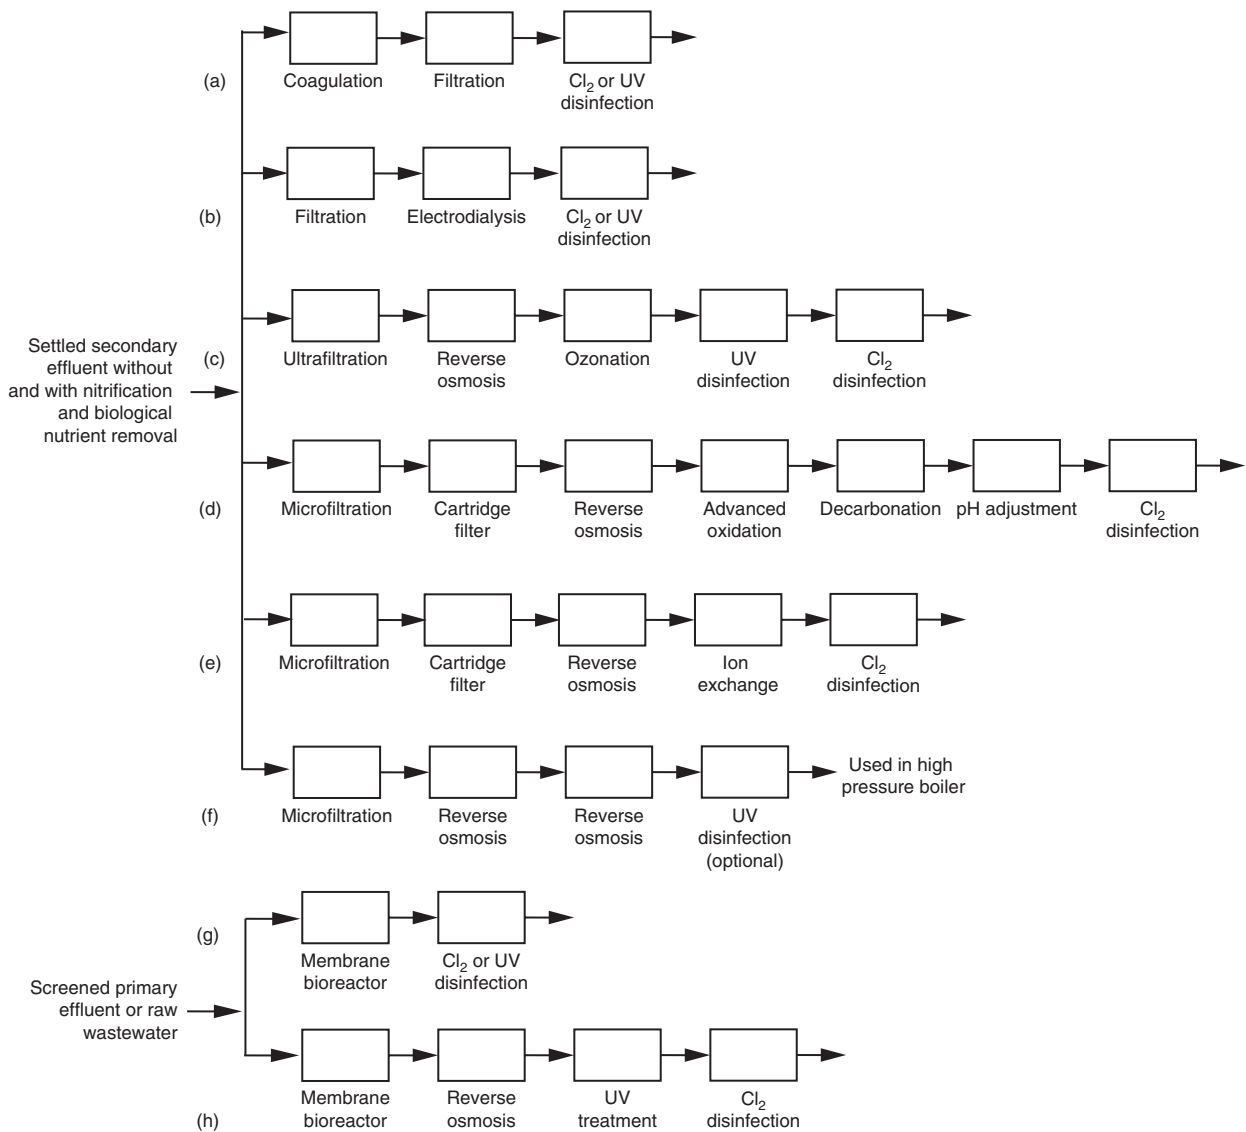 (a)
Coagulation
Filtration
Cl2 or UV
disinfection
(b)
Filtration
Electrodialysis
Cl2 or UV
disinfection
Settled secondary
effluent without
and with nitrification
and biological
nutrient removal
(c)
Ultrafiltration
Reverse
osmosis
Ozonation
UV
disinfection
Cl2
disinfection
(d)
Microfiltration
Cartridge
filter
Reverse
osmosis
Advanced
oxidation
Decarbonation
pH adjustment
Cl2
disinfection
(e)
Microfiltration
Cartridge
filter
Reverse
osmosis
Ion
exchange
Cl2
disinfection
(f)
Microfiltration
Reverse
osmosis
Reverse
osmosis
UV
disinfection
(optional)
Used in high
pressure boiler
Screened primary
effluent or raw
wastewater
(g)
Membrane
bioreactor
Cl2 or UV
disinfection
(h)
Membrane
bioreactor
Reverse
osmosis
UV
treatment
Cl2
disinfection